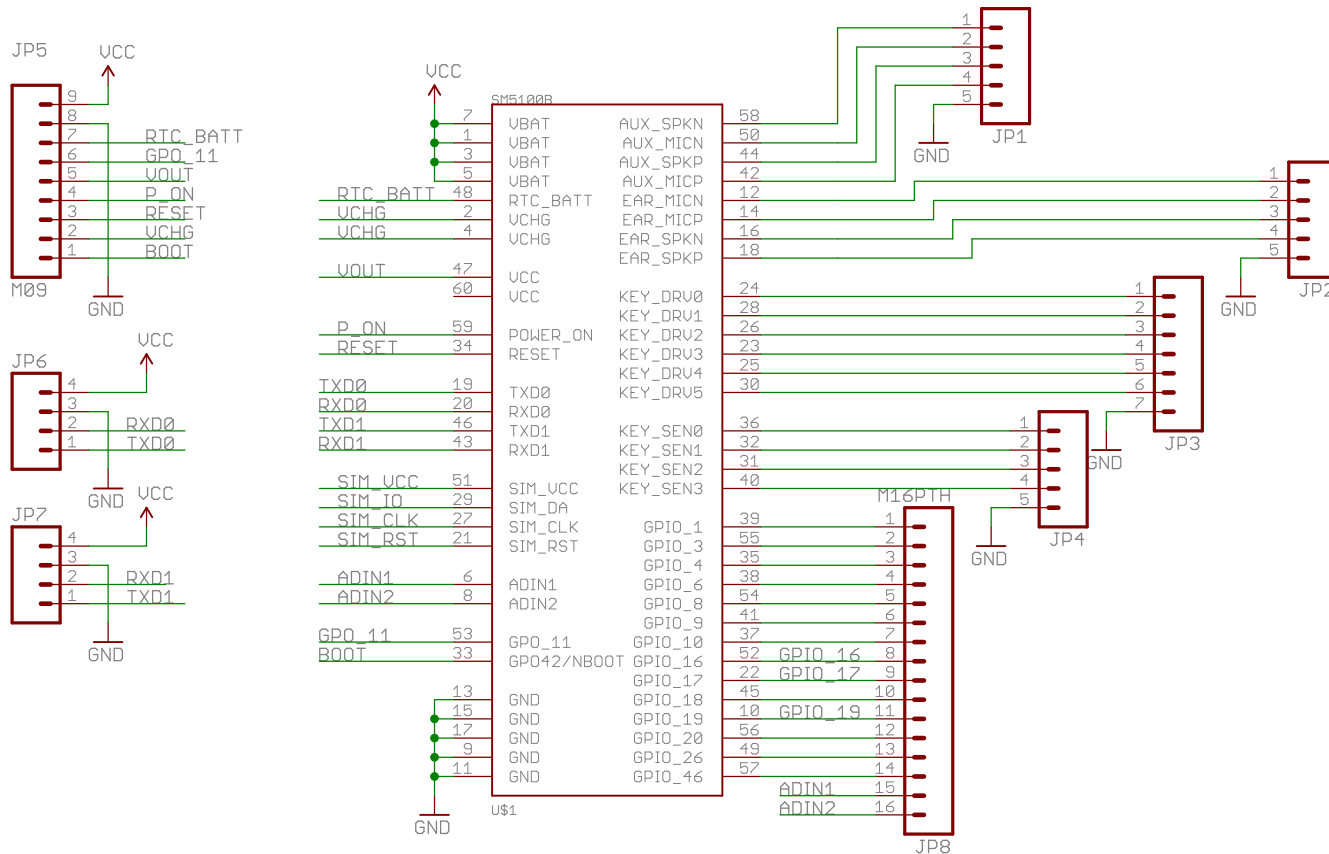 JP5
VCC
9
8
7 RTC_BATT
6 GPO_11
5 VOUT
4 P_ON
3 RESET
2 VCHG
1 BOOT
M09
GND
JP6
VCC
4
3
2 RXD0
1 TXD0
GND
JP7
VCC
4
3
2 RXD1
1 TXD1
GND
VCC
SM5100B
7 VBAT
1 VBAT
3 VBAT
5 VBAT
RTC_BATT 48 RTC_BATT
VCHG 2 VCHG
VCHG 4 VCHG
VOUT 47 VCC
60 VCC
P_ON 59 POWER_ON
RESET 34 RESET
TXD0 19 TXD0
RXD0 20 RXD0
TXD1 46 TXD1
RXD1 43 RXD1
SIM_VCC 51 SIM_VCC
SIM_IO 29 SIM_DA
SIM_CLK 27 SIM_CLK
SIM_RST 21 SIM_RST
ADIN1 6 ADIN1
ADIN2 8 ADIN2
GPO_11 53 GPO_11
BOOT 33 GPO42/NBOOT
13 GND
15 GND
17 GND
9 GND
11 GND
GND
U$1
AUX_SPKN 58
AUX_MICN 50
AUX_SPKP 44
AUX_MICP 42
EAR_MICN 12
EAR_MICP 14
EAR_SPKN 16
EAR_SPKP 18
KEY_DRV0 24
KEY_DRV1 28
KEY_DRV2 26
KEY_DRV3 23
KEY_DRV4 25
KEY_DRV5 30
KEY_SEN0 36
KEY_SEN1 32
KEY_SEN2 31
KEY_SEN3 40
GPIO_1 39
GPIO_3 55
GPIO_4 35
GPIO_6 38
GPIO_8 54
GPIO_9 41
GPIO_10 37
GPIO_16 52 GPIO_16
GPIO_17 22 GPIO_17
GPIO_18 45
GPIO_19 10 GPIO_19
GPIO_20 56
GPIO_26 49
GPIO_46 57
ADIN1
ADIN2
1
2
3
4
5
GND
JP1
1
2
3
4
5
GND
JP2
1
2
3
4
5
6
7
GND
JP3
1
2
3
4
5
GND
JP4
M16PTH
1
2
3
4
5
6
7
8
9
10
11
12
13
14
15
16
JP8